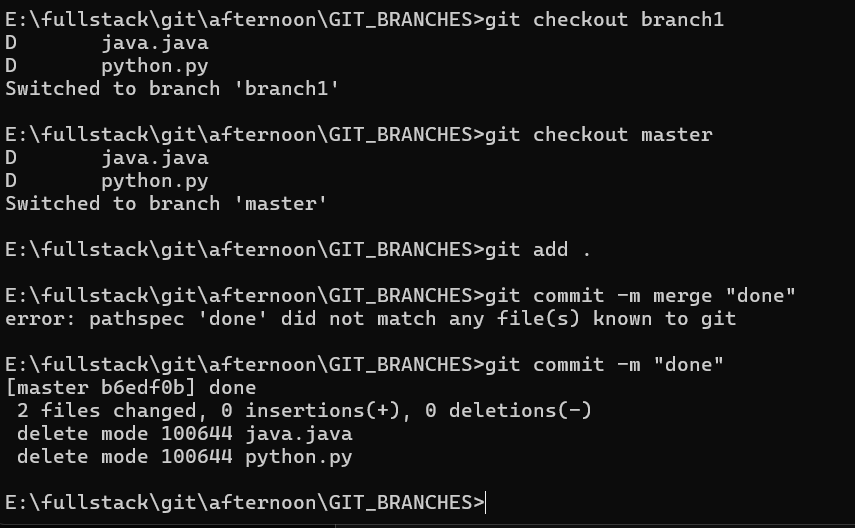 E:\fullstack\git\afternoon\GIT_BRANCHES>git checkout branch1
D       java.java
D       python.py
Switched to branch 'branch1'
E:\fullstack\git\afternoon\GIT_BRANCHES>git checkout master
D       java.java
D       python.py
Switched to branch 'master'
E:\fullstack\git\afternoon\GIT_BRANCHES>git add .
E:\fullstack\git\afternoon\GIT_BRANCHES>git commit -m merge "done"
error: pathspec 'done' did not match any file(s) known to git
E:\fullstack\git\afternoon\GIT_BRANCHES>git commit -m "done"
[master b6edf0b] done
 2 files changed, 0 insertions(+), 0 deletions(-)
 delete mode 100644 java.java
 delete mode 100644 python.py
E:\fullstack\git\afternoon\GIT_BRANCHES>